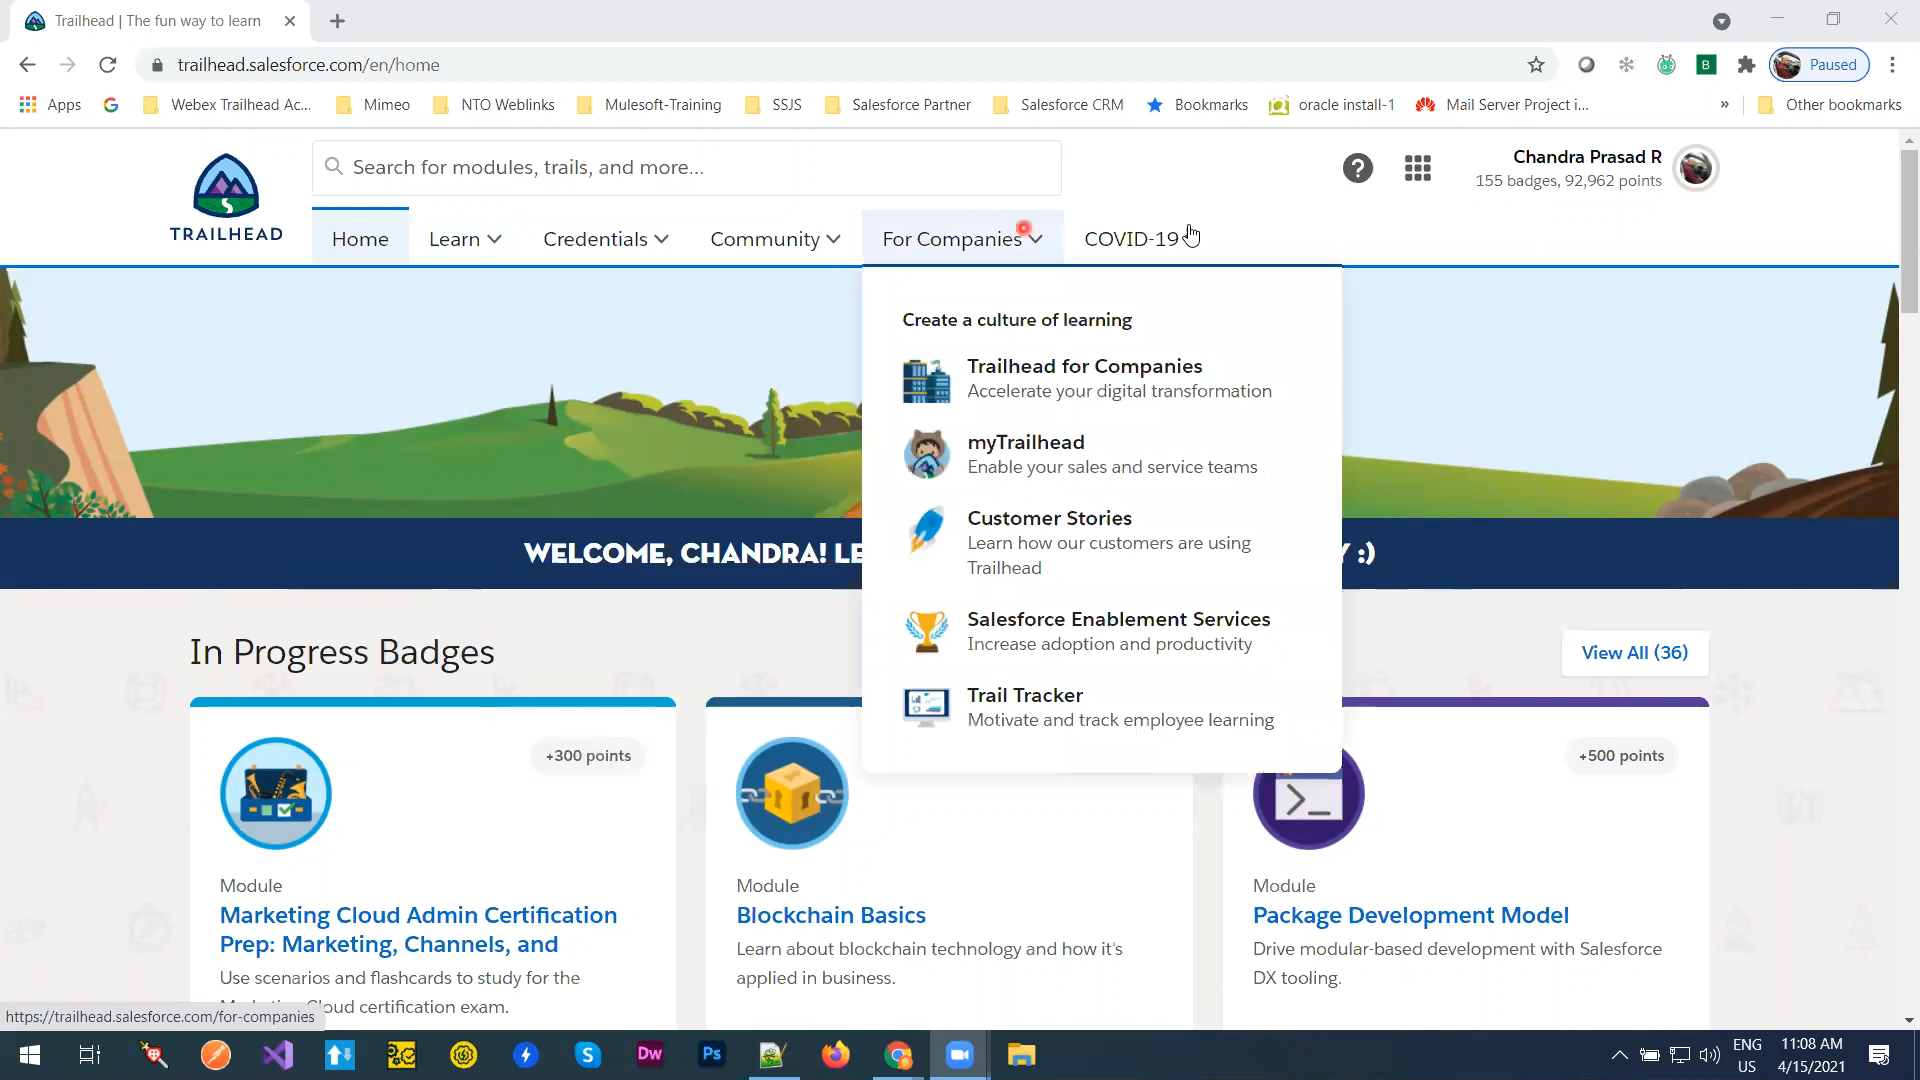 Trailhead | The fun way to learn
trailhead.salesforce.com/en/home
B
Paused
Apps
Webex Trailhead Ac...
Mimeo
NTO Weblinks
Mulesoft-Training
SSJS
Salesforce Partner
Salesforce CRM
Bookmarks
oracle install-1
Mail Server Project i...
»
Other bookmarks
TRAILHEAD
Search for modules, trails, and more...
?
Chandra Prasad R
155 badges, 92,962 points
Home
Learn
Credentials
Community
For Companies
COVID-19
Create a culture of learning
Trailhead for Companies
Accelerate your digital transformation
myTrailhead
Enable your sales and service teams
Customer Stories
Learn how our customers are using
Trailhead
Salesforce Enablement Services
Increase adoption and productivity
Trail Tracker
Motivate and track employee learning
WELCOME, CHANDRA! LE
:)
In Progress Badges
View All (36)
+300 points
Module
Marketing Cloud Admin Certification
Prep: Marketing, Channels, and
Use scenarios and flashcards to study for the
Cloud certification exam.
Module
Blockchain Basics
Learn about blockchain technology and how it's
applied in business.
+500 points
Module
Package Development Model
Drive modular-based development with Salesforce
DX tooling.
https://trailhead.salesforce.com/for-companies
S
Dw
Ps
ENG
US
11:08 AM
4/15/2021